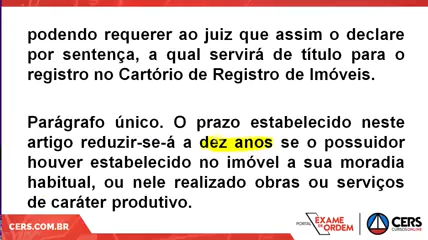 podendo requerer ao juiz que assim o declare
por sentença, a qual servirá de título para o
registro no Cartório de Registro de Imóveis.
Parágrafo único. O prazo estabelecido neste
artigo reduzir-se-á a dez anos se o possuidor
houver estabelecido no imóvel a sua moradia
habitual, ou nele realizado obras ou serviços
de caráter produtivo.
CERS.COM.BR
PORTAL EXAME DE ORDEM
CERS
CURSOS ONLINE